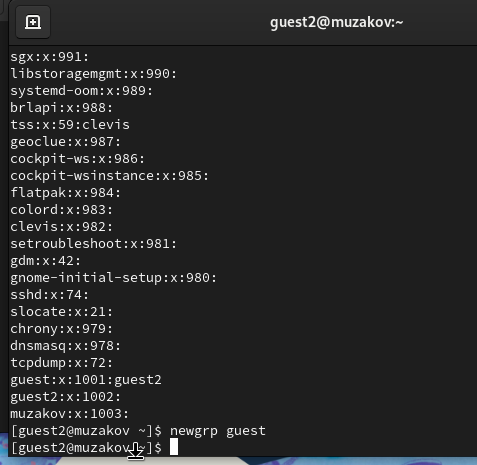 guest2@muzakov:~
sgx:x:991:
libstoragemgmt:x:990:
systemd-oom:x:989:
brlapi:x:988:
tss:x:59:clevis
geoclue:x:987:
cockpit-ws:x:986:
cockpit-wsinstance:x:985:
flatpak:x:984:
colord:x:983:
clevis:x:982:
setroubleshoot:x:981:
gdm:x:42:
gnome-initial-setup:x:980:
sshd:x:74:
slocate:x:21:
chrony:x:979:
dnsmasq:x:978:
tcpdump:x:72:
guest:x:1001:guest2
guest2:x:1002:
muzakov:x:1003:
[guest2@muzakov ~]$ newgrp guest
[guest2@muzakov ~]$